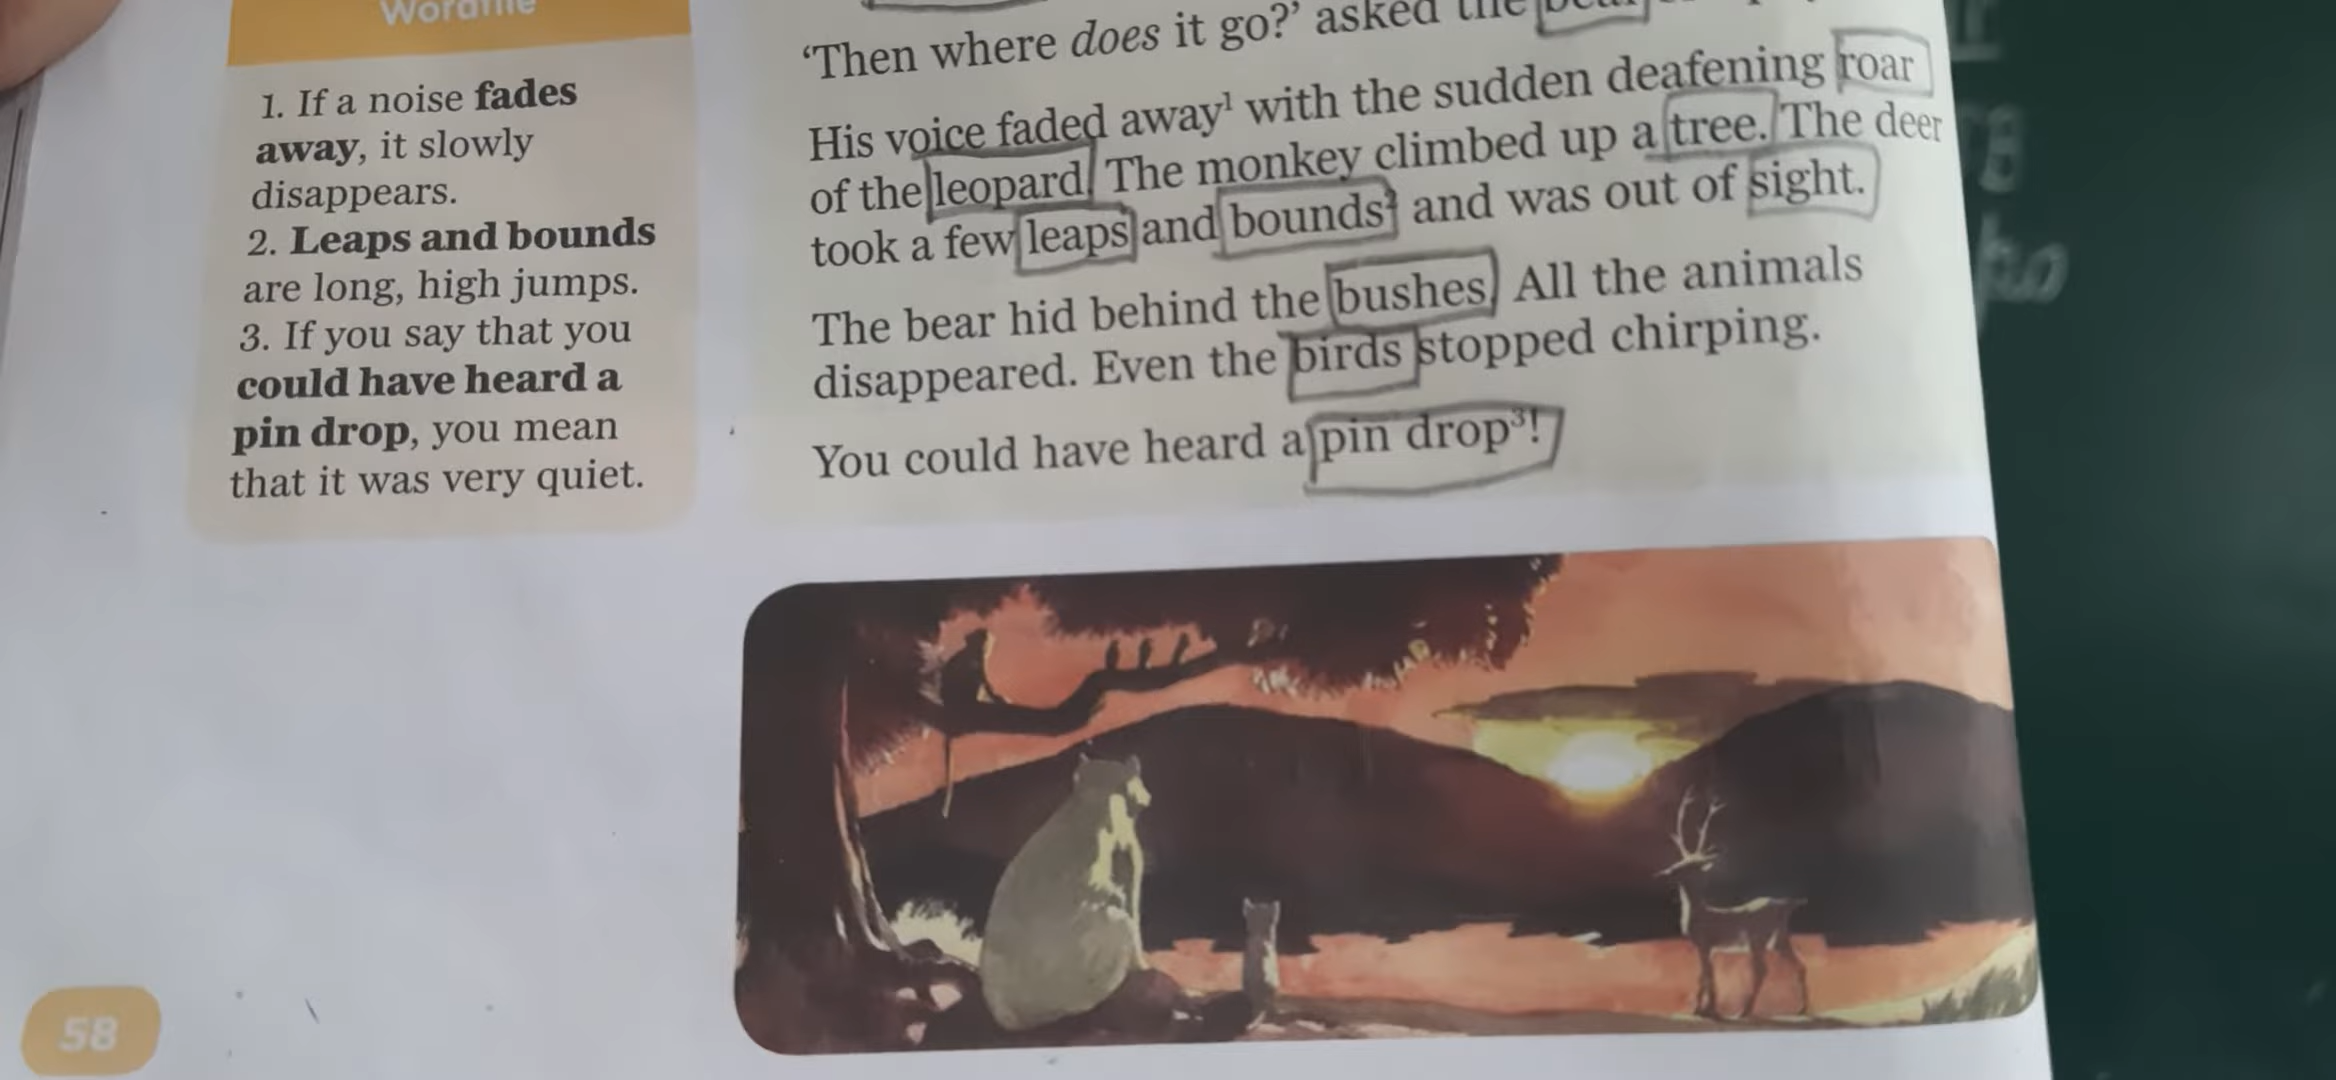 Wordfile
1. If a noise fades
away, it slowly
disappears.
2. Leaps and bounds
are long, high jumps.
3. If you say that you
could have heard a
pin drop, you mean
that it was very quiet.
‘Then where does it go?’ asked the bear
His voice faded away¹ with the sudden deafening roar
of the leopard. The monkey climbed up a tree. The deer
took a few leaps and bounds² and was out of sight.
The bear hid behind the bushes. All the animals
disappeared. Even the birds stopped chirping.
You could have heard a pin drop³!
58